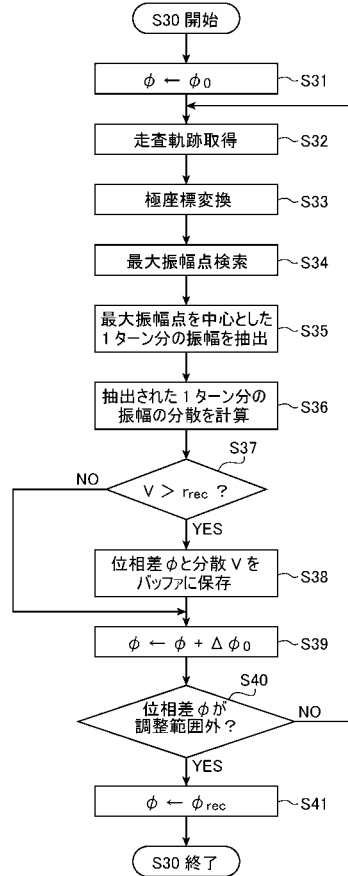 S30 開始
φ ← φ0
S31
走査軌跡取得
S32
極座標変換
S33
最大振幅点検索
S34
最大振幅点を中心とした
1ターン分の振幅を抽出
S35
抽出された1ターン分の
振幅の分散を計算
S36
S37
V > rrec ?
NO
YES
位相差φと分散Vを
バッファに保存
S38
φ ← φ + Δφ0
S39
S40
位相差φが
調整範囲外?
NO
YES
φ ← φrec
S41
S30 終了